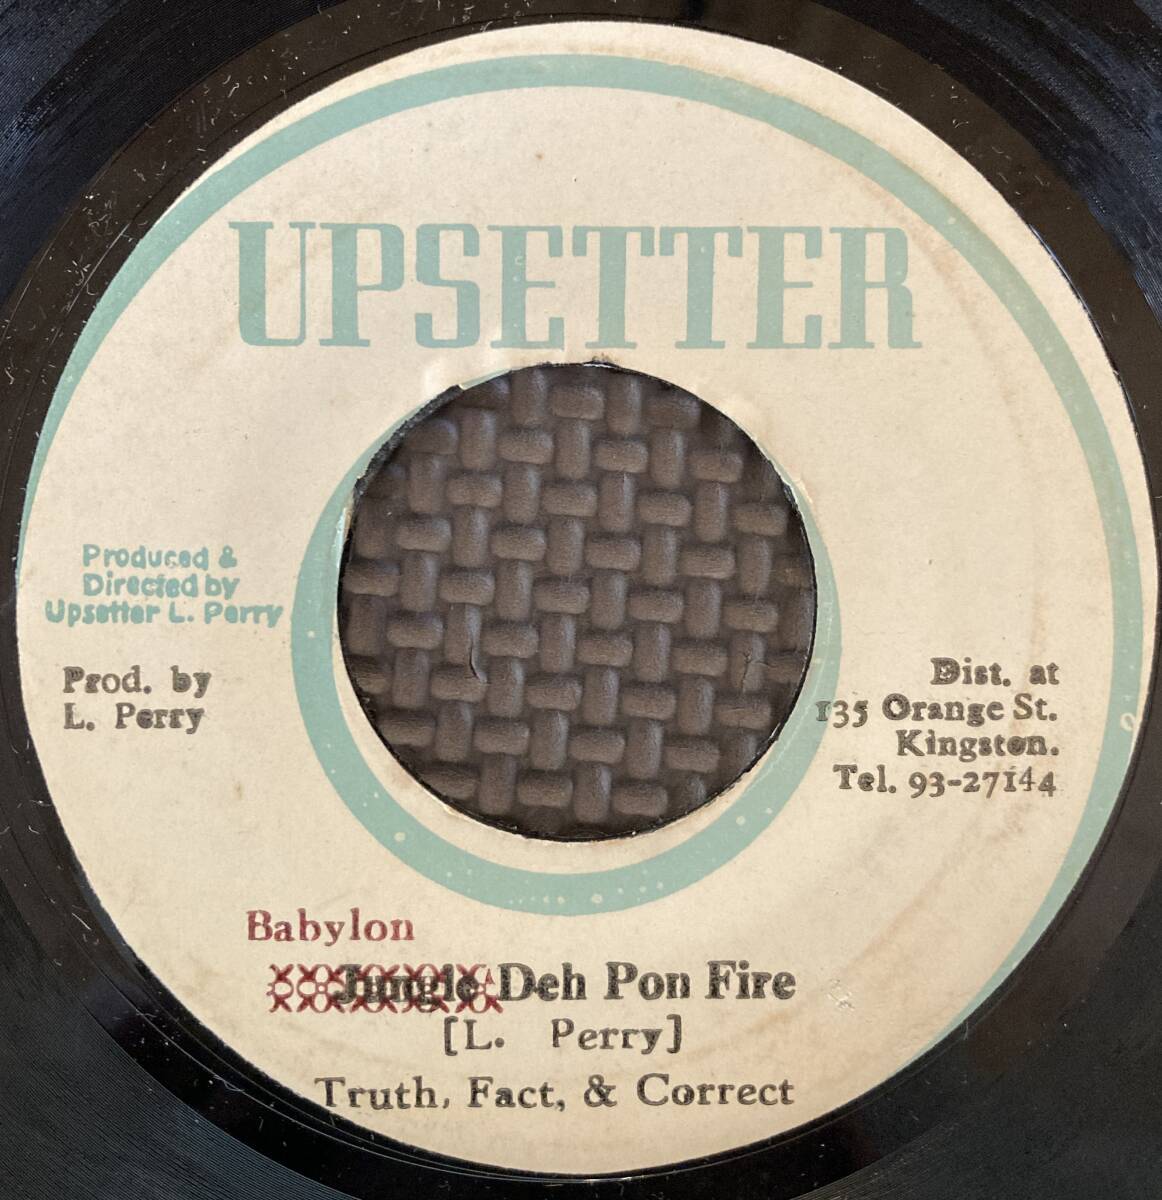 UPSETTER
Produced &
Directed by
Upsetter L. Perry
Prod. by
L. Perry
Dist. at
135 Orange St.
Kingston.
Tel. 93-27144
Babylon
Jungle Deh Pon Fire
[L. Perry]
Truth, Fact, & Correct